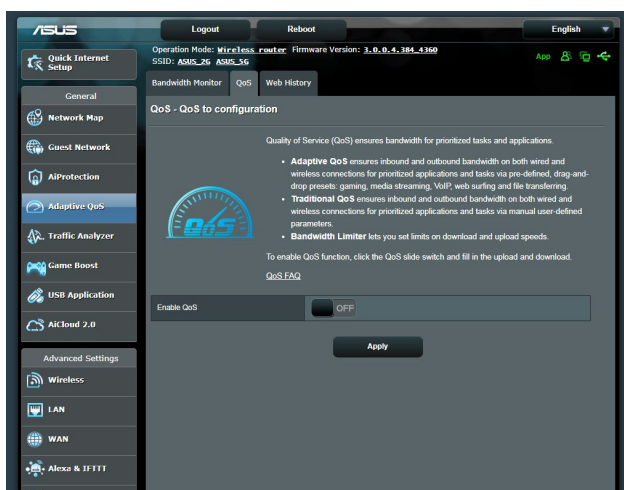 ASUS
Logout
Reboot
English
Quick Internet
Setup
General
Network Map
Guest Network
AiProtection
Adaptive QoS
Traffic Analyzer
Game Boost
USB Application
AiCloud 2.0
Advanced Settings
Wireless
LAN
WAN
Alexa & IFTTT
Operation Mode: Wireless router Firmware Version: 3.0.0.4.384_4360
SSID: ASUS_2G ASUS_5G
App
Bandwidth Monitor
QoS
Web History
QoS - QoS to configuration
QoS
Quality of Service (QoS) ensures bandwidth for prioritized tasks and applications.
• Adaptive QoS ensures inbound and outbound bandwidth on both wired and
wireless connections for prioritized applications and tasks via pre-defined, drag-and-
drop presets: gaming, media streaming, VoIP, web surfing and file transferring.
• Traditional QoS ensures inbound and outbound bandwidth on both wired and
wireless connections for prioritized applications and tasks via manual user-defined
parameters.
• Bandwidth Limiter lets you set limits on download and upload speeds.
To enable QoS function, click the QoS slide switch and fill in the upload and download.
QoS FAQ
Enable QoS
OFF
Apply